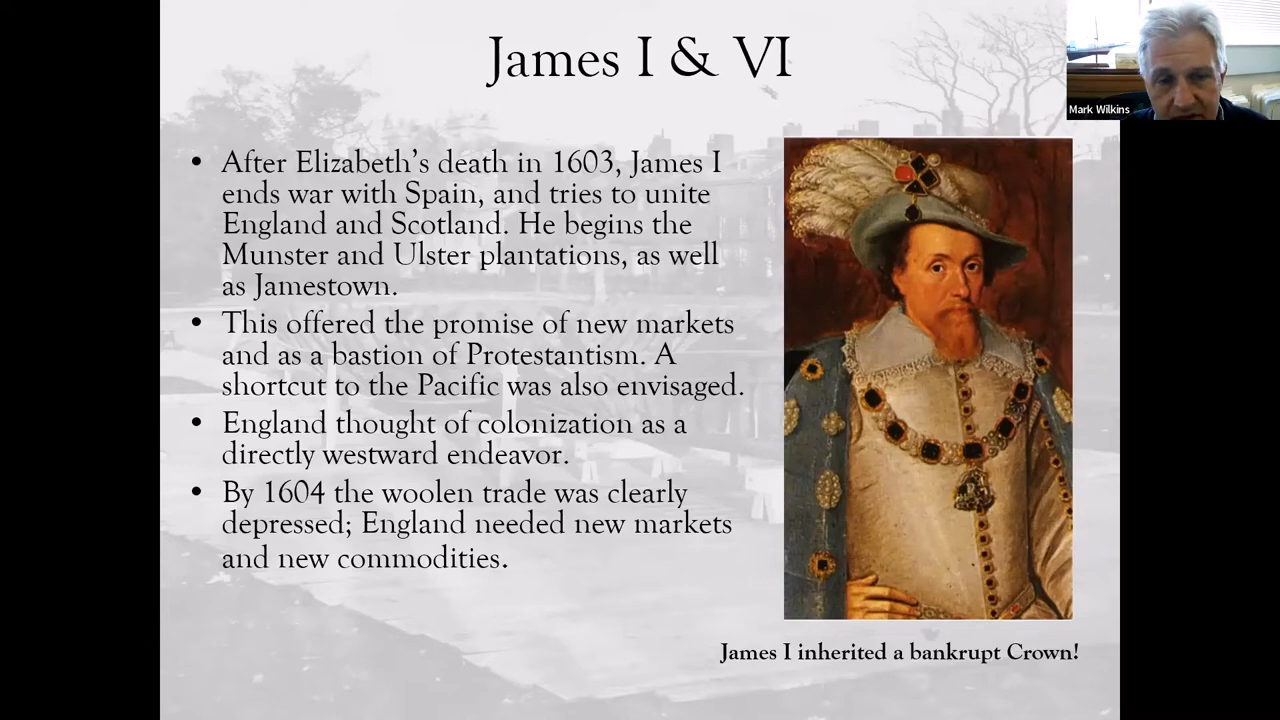 James I & VI
Mark Wilkins
• After Elizabeth’s death in 1603, James I
ends war with Spain, and tries to unite
England and Scotland. He begins the
Munster and Ulster plantations, as well
as Jamestown.
• This offered the promise of new markets
and as a bastion of Protestantism. A
shortcut to the Pacific was also envisaged.
• England thought of colonization as a
directly westward endeavor.
• By 1604 the woolen trade was clearly
depressed; England needed new markets
and new commodities.
James I inherited a bankrupt Crown!